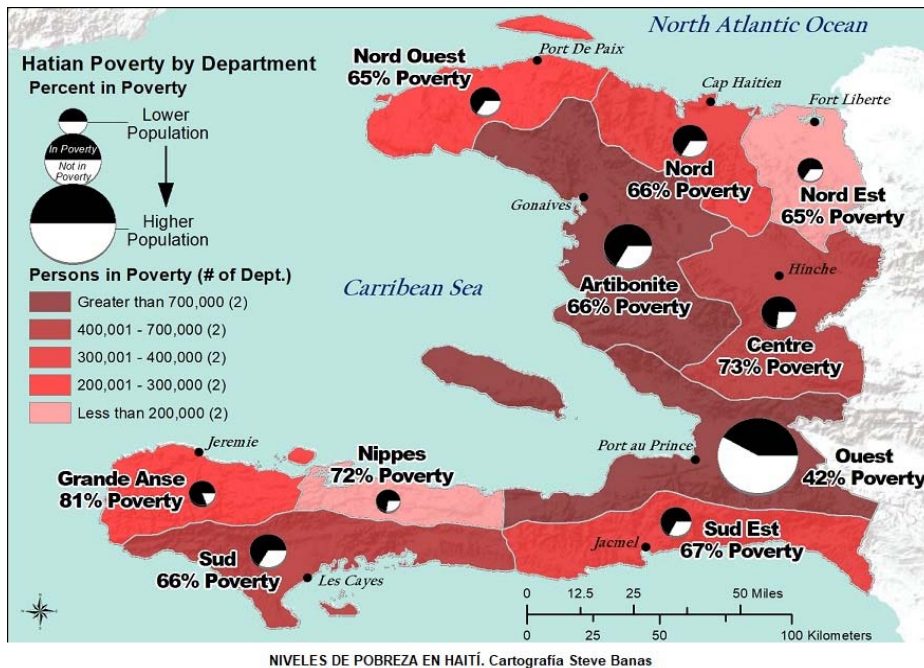 North Atlantic Ocean
Hatian Poverty by Department
Percent in Poverty
Lower
Population
In Poverty
Not in
Poverty
Higher
Population
Persons in Poverty (# of Dept.)
Greater than 700,000 (2)
400,001 - 700,000 (2)
300,001 - 400,000 (2)
200,001 - 300,000 (2)
Less than 200,000 (2)
Nord Ouest
65% Poverty
Port De Paix
Cap Haitien
Fort Liberte
Nord
66% Poverty
Nord Est
65% Poverty
Gonaives
Artibonite
66% Poverty
Hinche
Centre
73% Poverty
Carribean Sea
Port au Prince
Ouest
42% Poverty
Jeremie
Grande Anse
81% Poverty
Nippes
72% Poverty
Sud
66% Poverty
Les Cayes
Jacmel
Sud Est
67% Poverty
0 12.5 25 50 Miles
0 25 50 100 Kilometers
NIVELES DE POBREZA EN HAITÍ. Cartografía Steve Banas